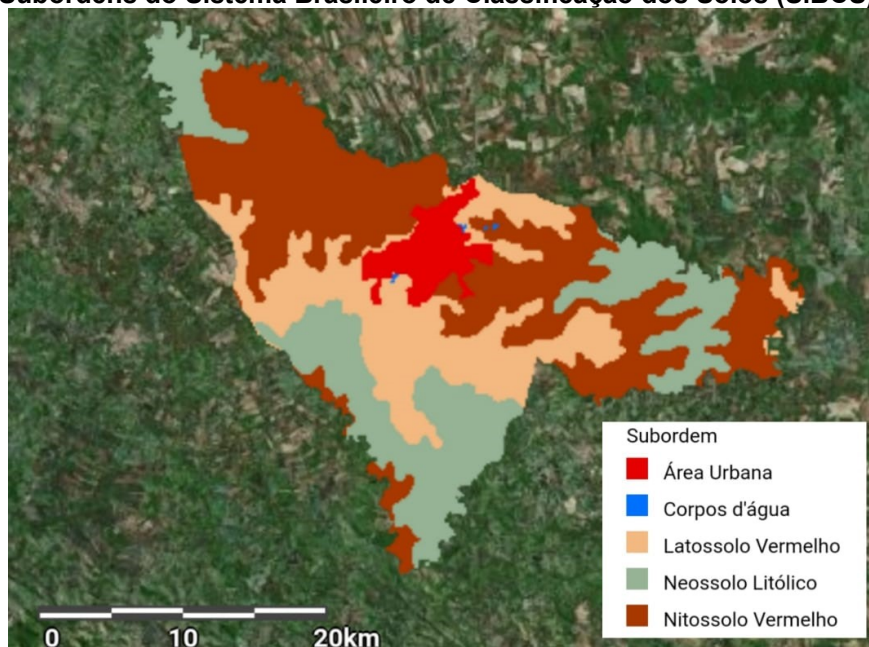 Subordens do Sistema Brasileiro de Classificação dos Solos (SiBCS)
Subordem
Área Urbana
Corpos d'água
Latossolo Vermelho
Neossolo Litólico
Nitossolo Vermelho
0 10 20km